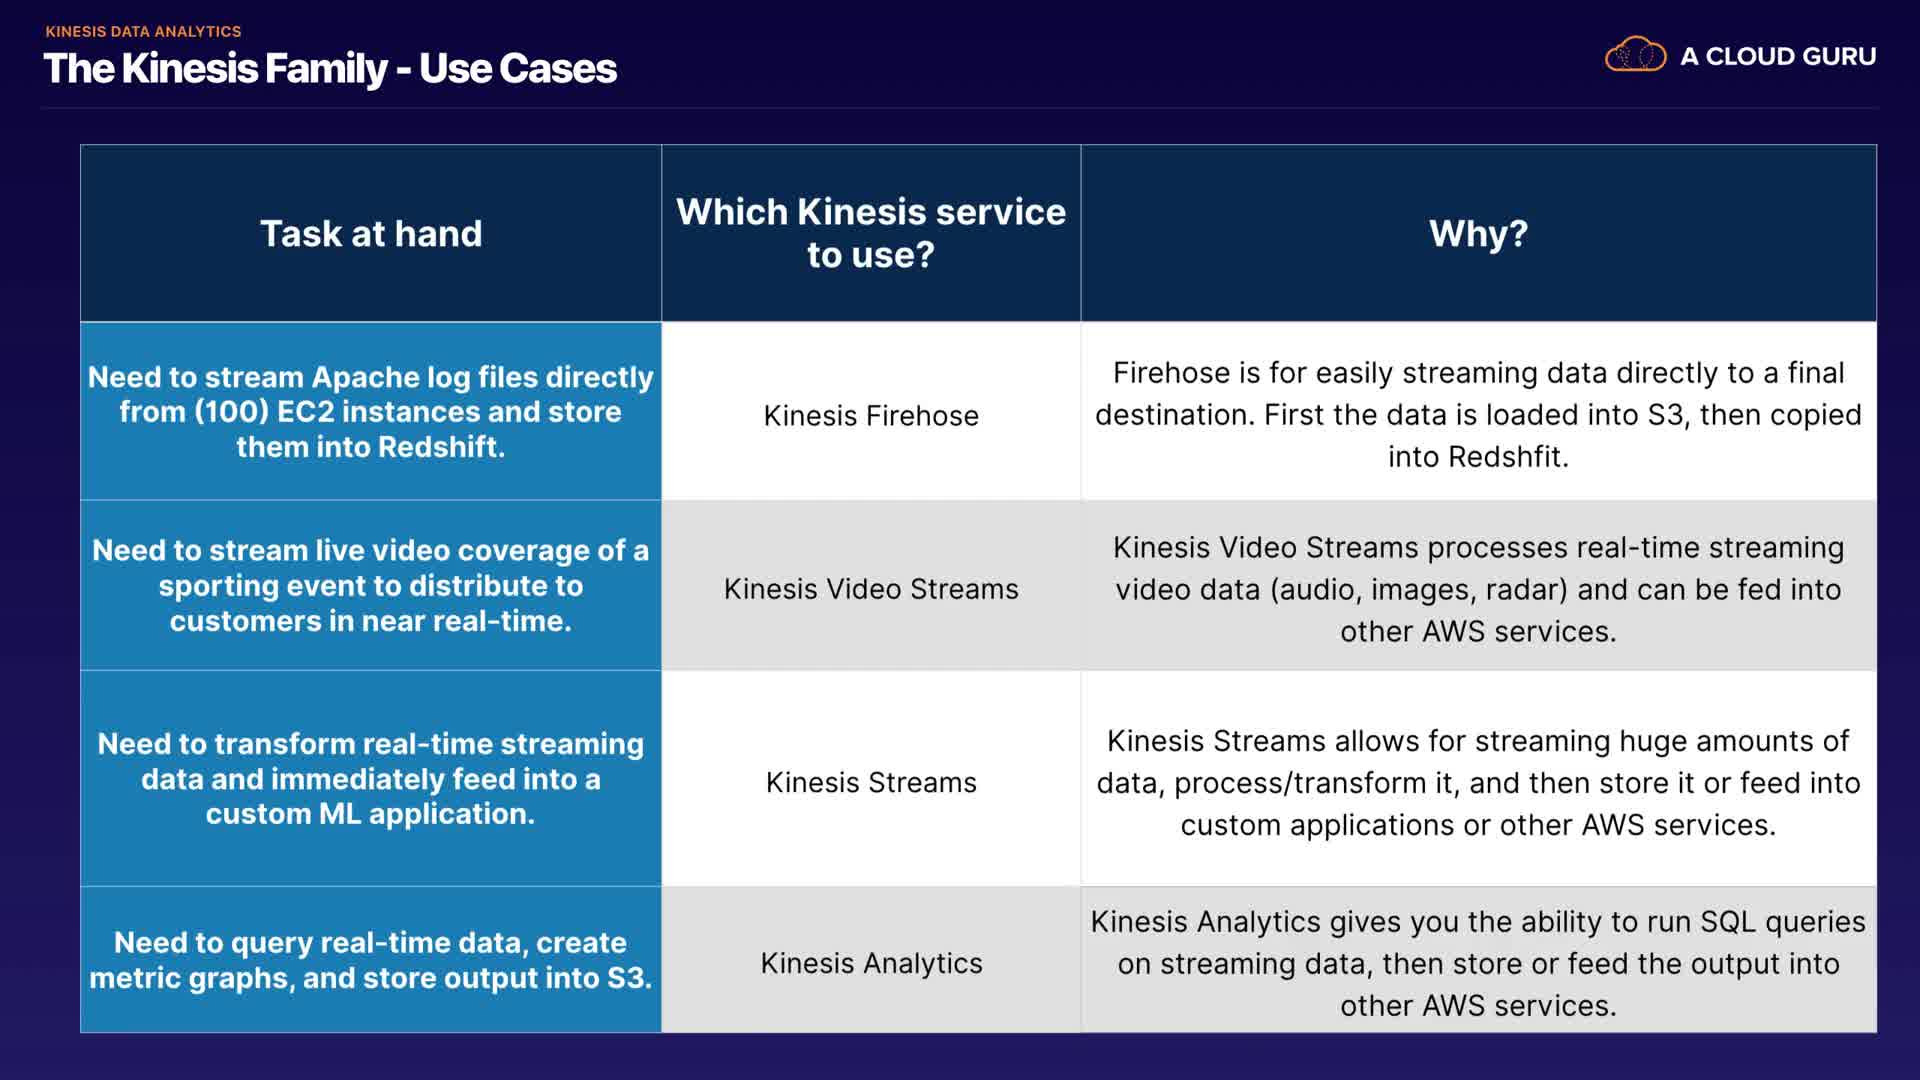 KINESIS DATA ANALYTICS
The Kinesis Family - Use Cases
A CLOUD GURU
Task at hand
Which Kinesis service
to use?
Why?
Need to stream Apache log files directly
from (100) EC2 instances and store
them into Redshift.
Kinesis Firehose
Firehose is for easily streaming data directly to a final
destination. First the data is loaded into S3, then copied
into Redshfit.
Need to stream live video coverage of a
sporting event to distribute to
customers in near real-time.
Kinesis Video Streams
Kinesis Video Streams processes real-time streaming
video data (audio, images, radar) and can be fed into
other AWS services.
Need to transform real-time streaming
data and immediately feed into a
custom ML application.
Kinesis Streams
Kinesis Streams allows for streaming huge amounts of
data, process/transform it, and then store it or feed into
custom applications or other AWS services.
Need to query real-time data, create
metric graphs, and store output into S3.
Kinesis Analytics
Kinesis Analytics gives you the ability to run SQL queries
on streaming data, then store or feed the output into
other AWS services.